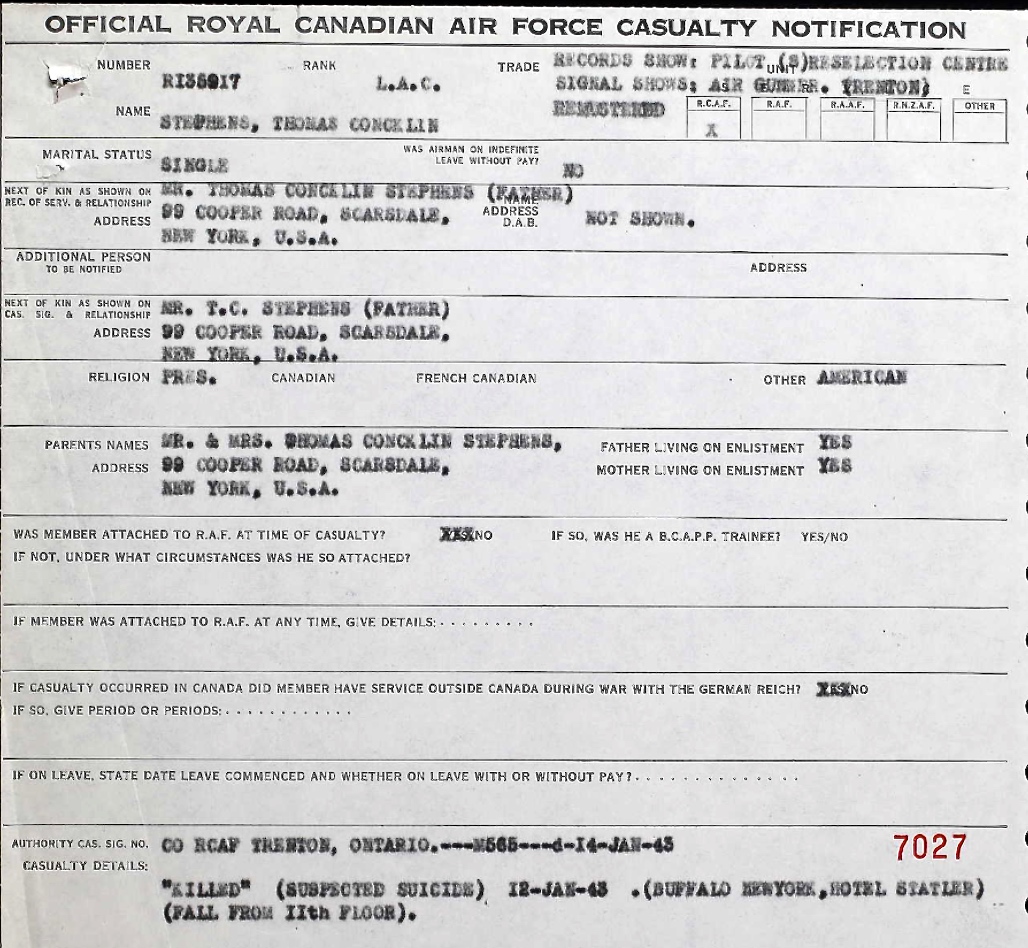 OFFICIAL ROYAL CANADIAN AIR FORCE CASUALTY NOTIFICATION
NUMBER RI35817 RANK L.A.C. TRADE RECORDS SHOW: PILOT (S)RESELECTION CENTRE
UNIT
SIGNAL SHOWS; AIR GUNNER. (TRENTON) E
NAME STEPHENS, THOMAS CONCKLIN REMASTERED R.C.A.F. R.A.F. R.A.A.F. R.N.Z.A.F. OTHER
X
MARITAL STATUS SINGLE WAS AIRMAN ON INDEFINITE
LEAVE WITHOUT PAY? NO
NEXT OF KIN AS SHOWN ON MR. THOMAS CONCKLIN STEPHENS (FATHER)
REC. OF SERV. & RELATIONSHIP NAME
ADDRESS 99 COOPER ROAD, SCARSDALE, ADDRESS NOT SHOWN.
D.A.B.
NEW YORK, U.S.A.
ADDITIONAL PERSON
TO BE NOTIFIED ADDRESS
NEXT OF KIN AS SHOWN ON MR. T.C. STEPHENS (FATHER)
CAS. SIG. & RELATIONSHIP
ADDRESS 99 COOPER ROAD, SCARSDALE,
NEW YORK, U.S.A.
RELIGION PRES. CANADIAN FRENCH CANADIAN OTHER AMERICAN
PARENTS NAMES MR. & MRS. THOMAS CONCKLIN STEPHENS, FATHER LIVING ON ENLISTMENT YES
ADDRESS 99 COOPER ROAD, SCARSDALE, MOTHER LIVING ON ENLISTMENT YES
NEW YORK, U.S.A.
WAS MEMBER ATTACHED TO R.A.F. AT TIME OF CASUALTY? NO IF SO, WAS HE A B.C.A.P.P. TRAINEE? YES/NO
IF NOT, UNDER WHAT CIRCUMSTANCES WAS HE SO ATTACHED?
IF MEMBER WAS ATTACHED TO R.A.F. AT ANY TIME, GIVE DETAILS: . . . . . . . . .
IF CASUALTY OCCURRED IN CANADA DID MEMBER HAVE SERVICE OUTSIDE CANADA DURING WAR WITH THE GERMAN REICH? NO
IF SO, GIVE PERIOD OR PERIODS: . . . . . . . . . . . .
IF ON LEAVE, STATE DATE LEAVE COMMENCED AND WHETHER ON LEAVE WITH OR WITHOUT PAY? . . . . . . . . . . . . . .
AUTHORITY CAS. SIG. NO. CO RCAF TRENTON, ONTARIO.---M565---d-I4-JAN-43 7027
CASUALTY DETAILS:
"KILLED" (SUSPECTED SUICIDE) I2-JAN-43 .(BUFFALO NEWYORK,HOTEL STATLER)
(FALL FROM IIth FLOOR).